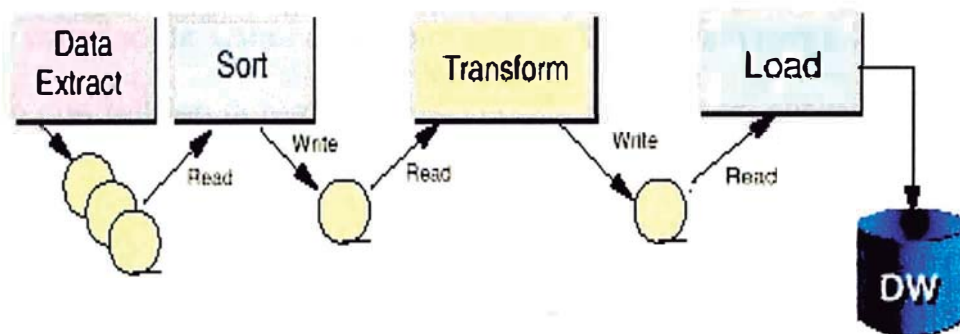 Data
Extract
Sort
Transform
Load
Write
Read
Write
Read
Read
DW